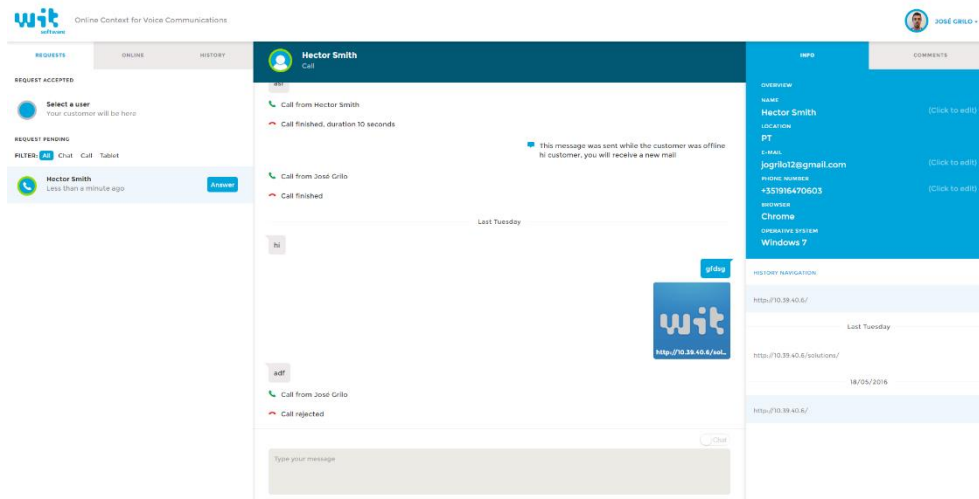 wit
software
Online Context for Voice Communications
JOSÉ GRILO
REQUESTS ONLINE HISTORY
REQUEST ACCEPTED
Select a user
Your customer will be here
REQUEST PENDING
FILTER: All Chat Call Tablet
Hector Smith
Less than a minute ago
Answer
Hector Smith
Call
Call from Hector Smith
Call finished, duration 10 seconds
This message was sent while the customer was offline
hi customer, you will receive a new mail
Call from José Grilo
Call finished
Last Tuesday
hi
gfdsg
wit
http://10.39.40.6/sol...
adf
Call from José Grilo
Call rejected
Chat
Type your message
INFO COMMENTS
OVERVIEW
NAME
Hector Smith (Click to edit)
LOCATION
PT
E-MAIL
jogrilo12@gmail.com (Click to edit)
PHONE NUMBER
+351916470603 (Click to edit)
BROWSER
Chrome
OPERATIVE SYSTEM
Windows 7
HISTORY NAVIGATION
http://10.39.40.6/
Last Tuesday
http://10.39.40.6/solutions/
18/05/2016
http://10.39.40.6/